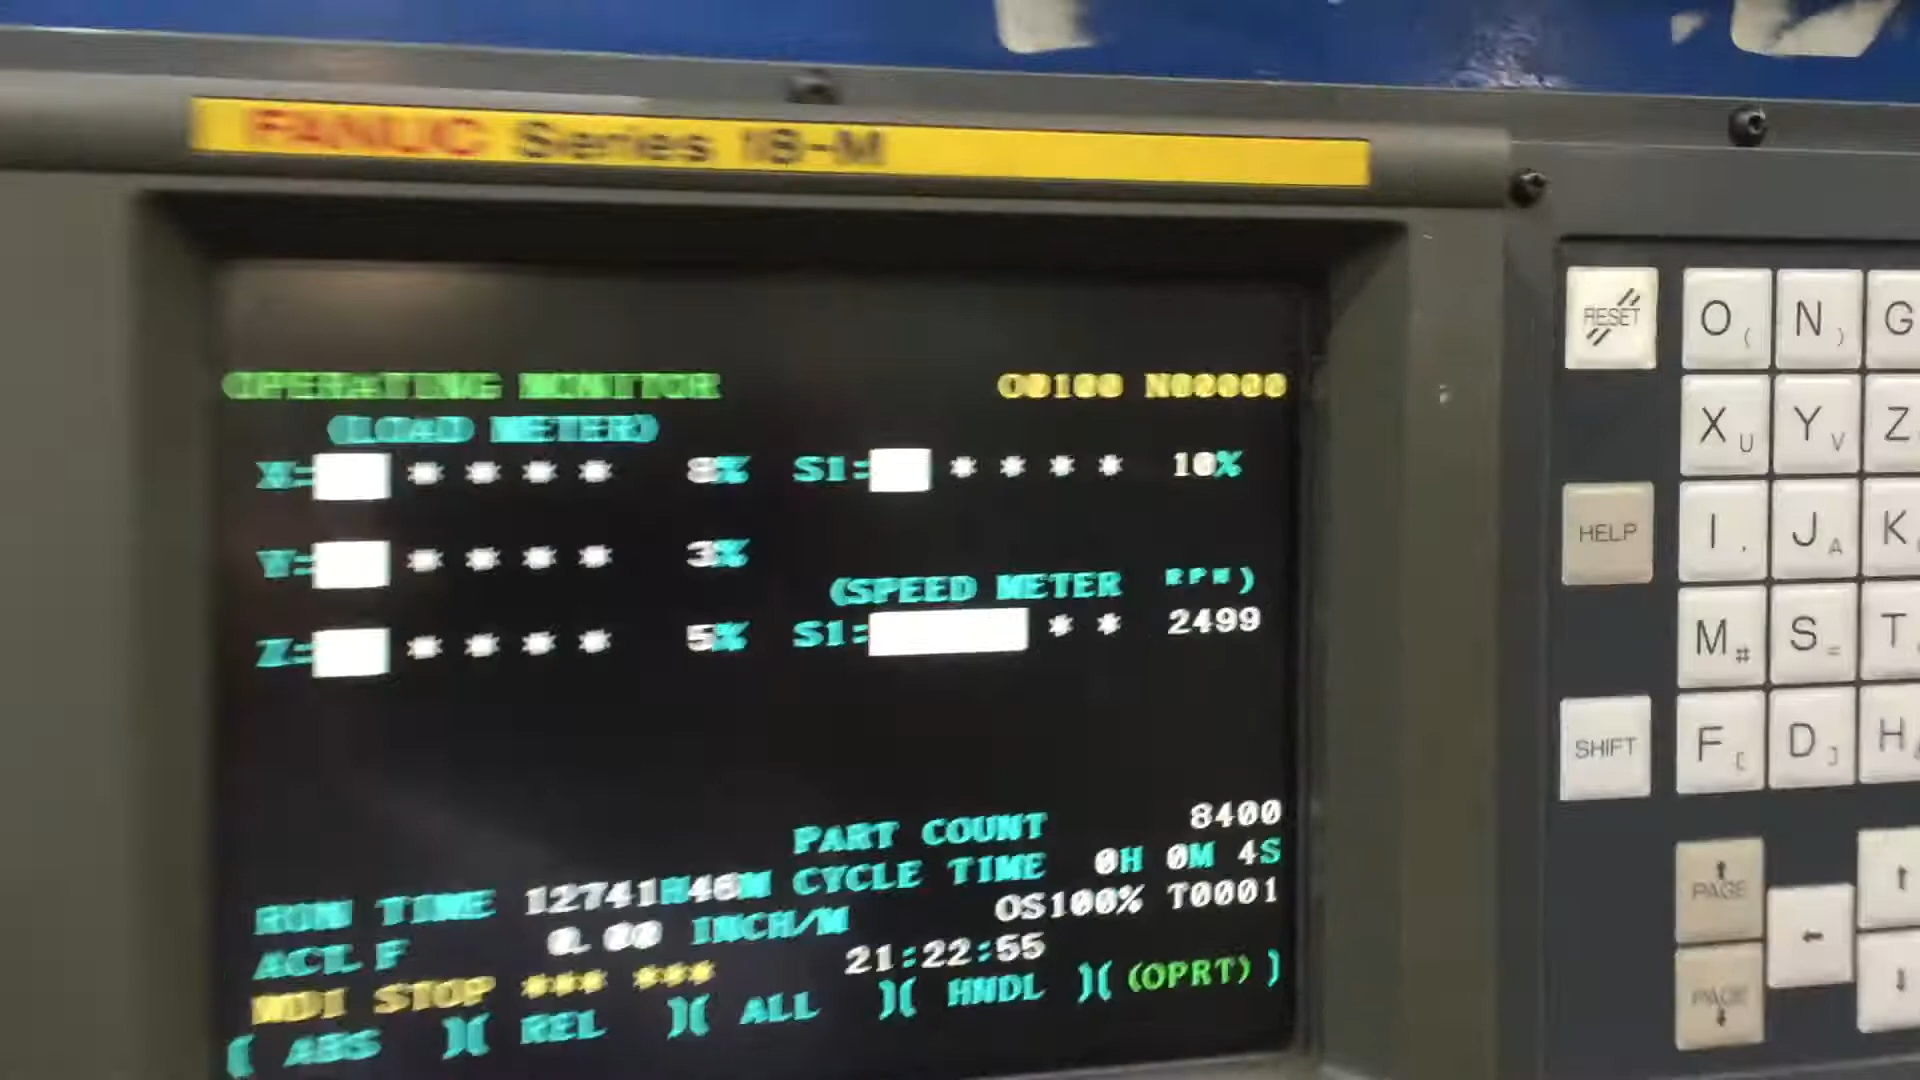 FANUC Series 18-M
OPERATING MONITOR O0100 N00000
(LOAD METER)
X= * * * * 8% S1: * * * * 10%
Y= * * * * 3%
(SPEED METER RPM)
Z= * * * * 5% S1: * * 2499
PART COUNT 8400
RUN TIME 12741H46M CYCLE TIME 0H 0M 4S
ACT.F 0.00 INCH/M OS100% T0001
MDI STOP *** *** 21:22:55
( ABS )( REL )( ALL )( HNDL )( (OPRT) )
RESET O ( N ) G
X U Y V Z
HELP I , J A K
M # S = T
SHIFT F [ D ] H
↑ PAGE ↑
←
PAGE ↓ ↓